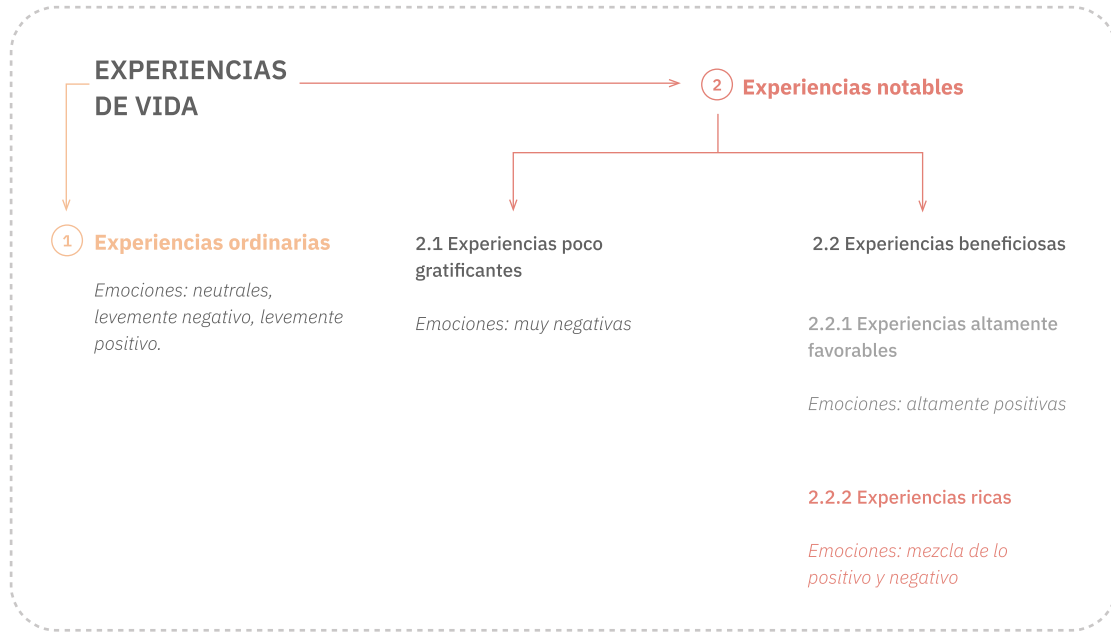 EXPERIENCIAS
DE VIDA
2 Experiencias notables
1 Experiencias ordinarias
Emociones: neutrales,
levemente negativo, levemente
positivo.
2.1 Experiencias poco
gratificantes
Emociones: muy negativas
2.2 Experiencias beneficiosas
2.2.1 Experiencias altamente
favorables
Emociones: altamente positivas
2.2.2 Experiencias ricas
Emociones: mezcla de lo
positivo y negativo